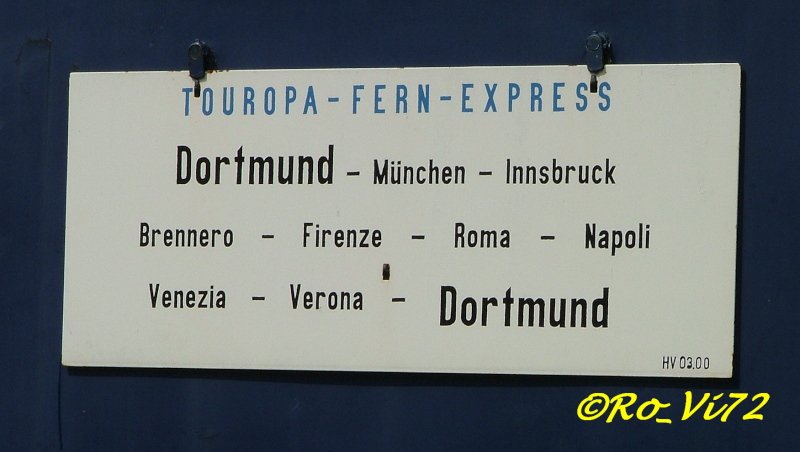 TOUROPA-FERN-EXPRESS
Dortmund – München – Innsbruck
Brennero – Firenze – Roma – Napoli
Venezia – Verona – Dortmund
HV 03.00
©Ro_Vi72